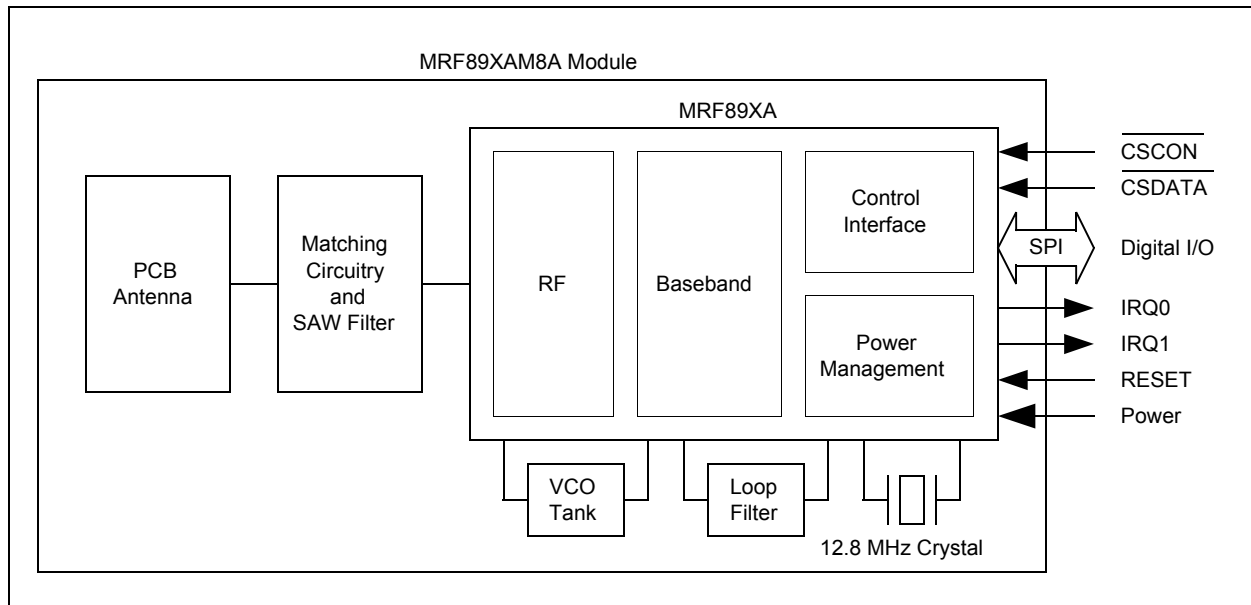 MRF89XAM8A Module
MRF89XA
PCB
Antenna
Matching
Circuitry
and
SAW Filter
RF
Baseband
Control
Interface
Power
Management
CSCON
CSDATA
SPI
Digital I/O
IRQ0
IRQ1
RESET
Power
VCO
Tank
Loop
Filter
12.8 MHz Crystal